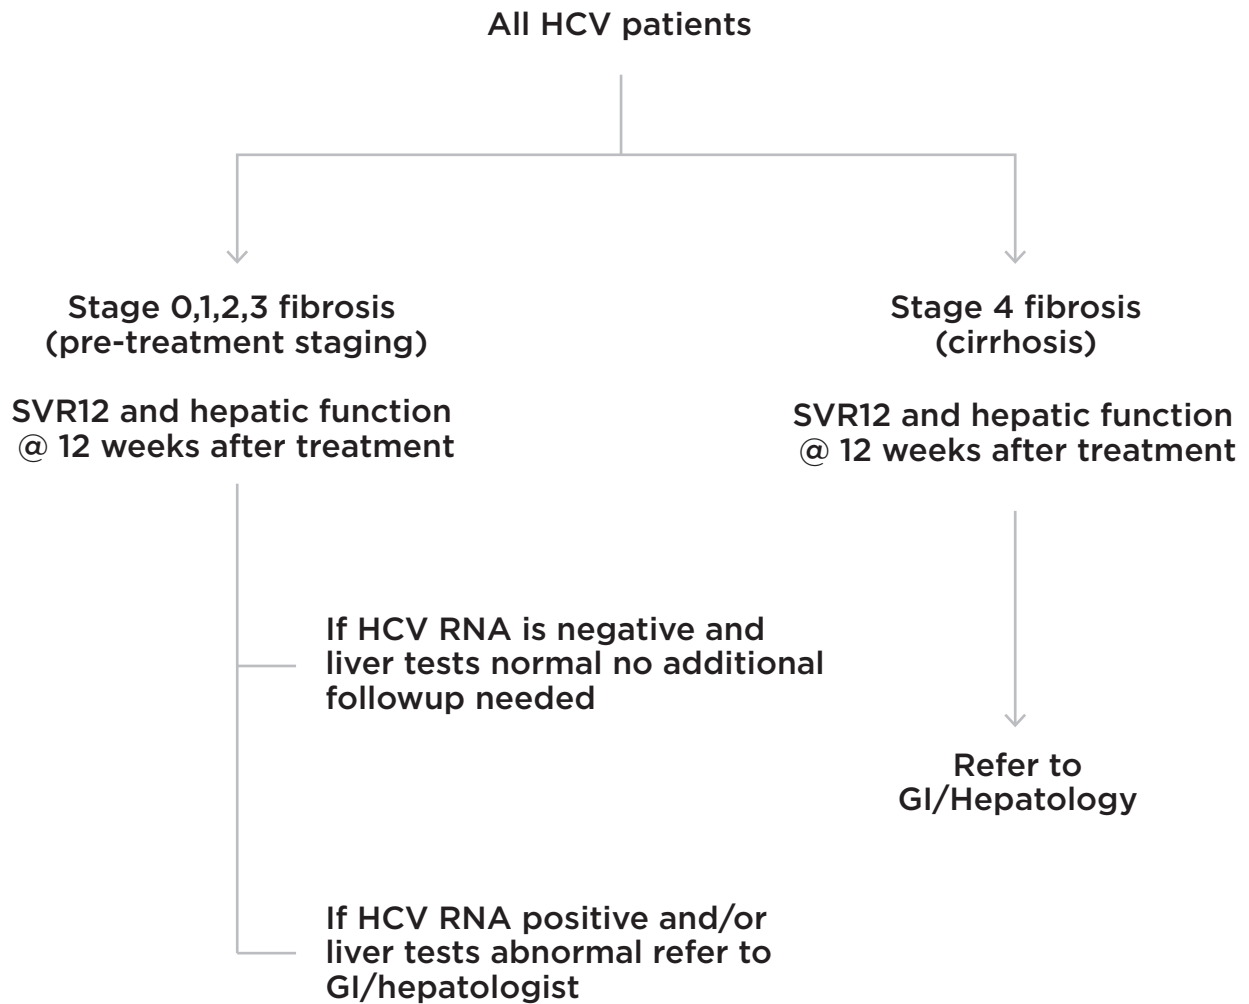 All HCV patients
Stage 0,1,2,3 fibrosis
(pre-treatment staging)
SVR12 and hepatic function
@ 12 weeks after treatment
If HCV RNA is negative and
liver tests normal no additional
followup needed
If HCV RNA positive and/or
liver tests abnormal refer to
GI/hepatologist
Stage 4 fibrosis
(cirrhosis)
SVR12 and hepatic function
@ 12 weeks after treatment
Refer to
GI/Hepatology